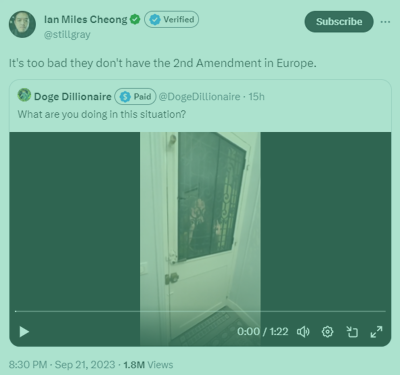 Ian Miles Cheong Verified
@stillgray
Subscribe
It's too bad they don't have the 2nd Amendment in Europe.
Doge Dillionaire $ Paid @DogeDillionaire · 15h
What are you doing in this situation?
0:00 / 1:22
8:30 PM · Sep 21, 2023 · 1.8M Views